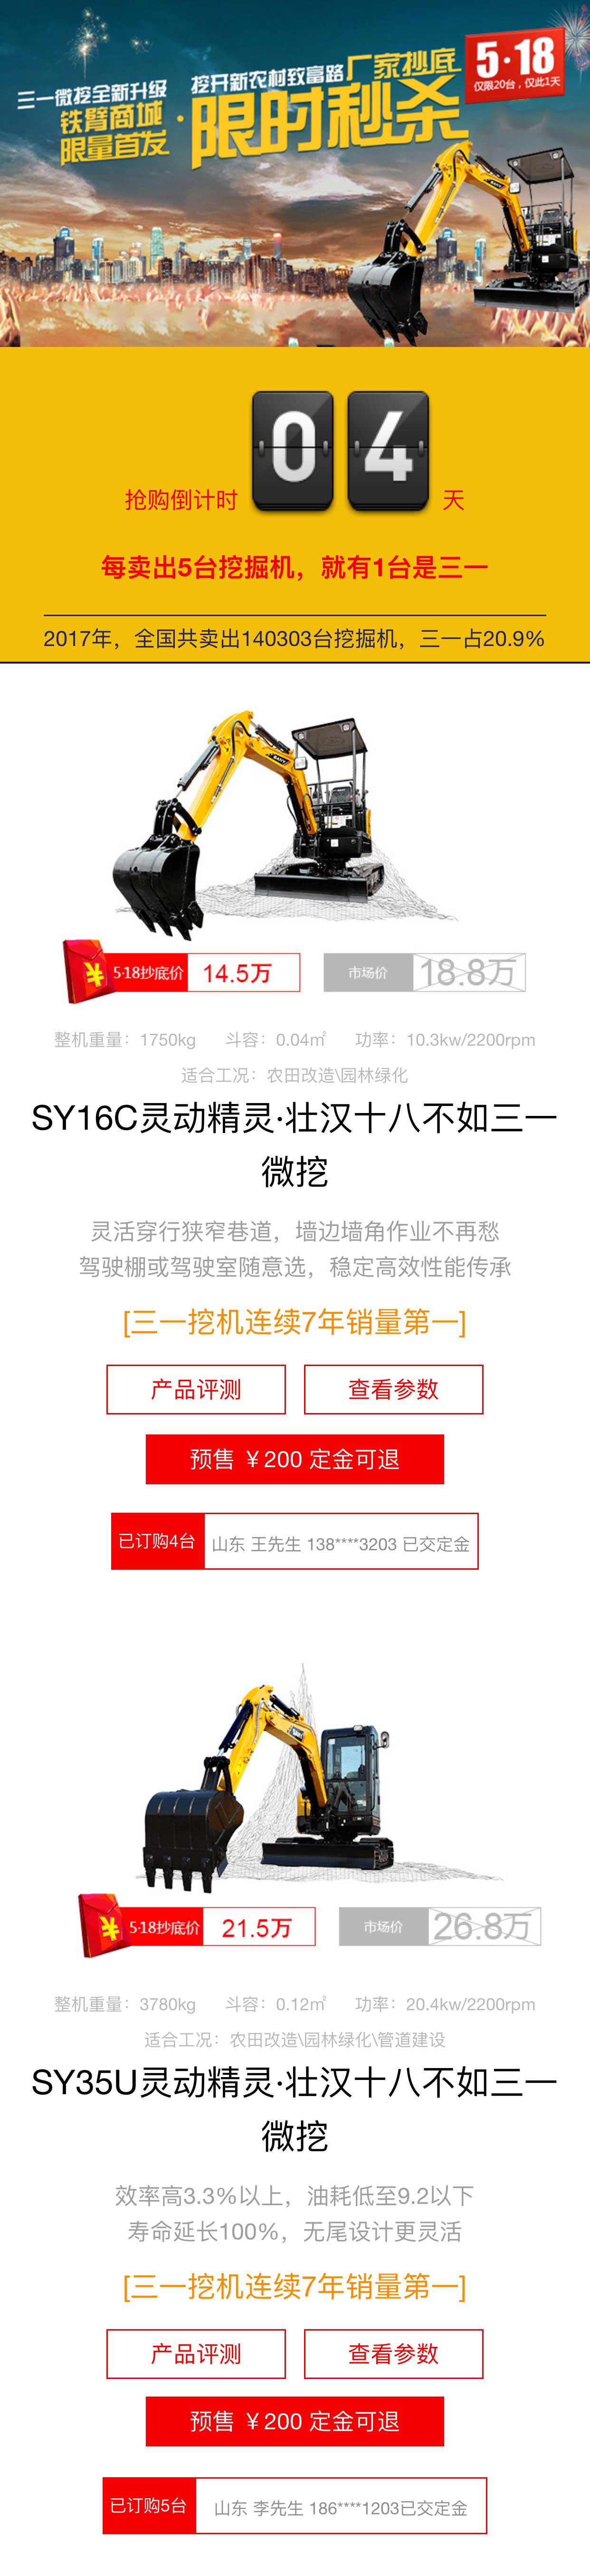 三一微挖全新升级
铁臂商城
限量首发
·
挖开新农村致富路
厂家抄底
限时秒杀
5·18
仅限20台，仅此1天
抢购倒计时
04
天
每卖出5台挖掘机，就有1台是三一
2017年，全国共卖出140303台挖掘机，三一占20.9%
SANY
¥
5·18抄底价 14.5万
市场价 18.8万
整机重量：1750kg 斗容：0.04㎡ 功率：10.3kw/2200rpm
适合工况：农田改造\园林绿化
SY16C灵动精灵·壮汉十八不如三一
微挖
灵活穿行狭窄巷道，墙边墙角作业不再愁
驾驶棚或驾驶室随意选，稳定高效性能传承
[三一挖机连续7年销量第一]
产品评测 查看参数
预售 ￥200 定金可退
已订购4台 山东 王先生 138****3203 已交定金
¥
5·18抄底价 21.5万
市场价 26.8万
整机重量：3780kg 斗容：0.12㎡ 功率：20.4kw/2200rpm
适合工况：农田改造\园林绿化\管道建设
SY35U灵动精灵·壮汉十八不如三一
微挖
效率高3.3%以上，油耗低至9.2以下
寿命延长100%，无尾设计更灵活
[三一挖机连续7年销量第一]
产品评测 查看参数
预售 ￥200 定金可退
已订购5台 山东 李先生 186****1203已交定金